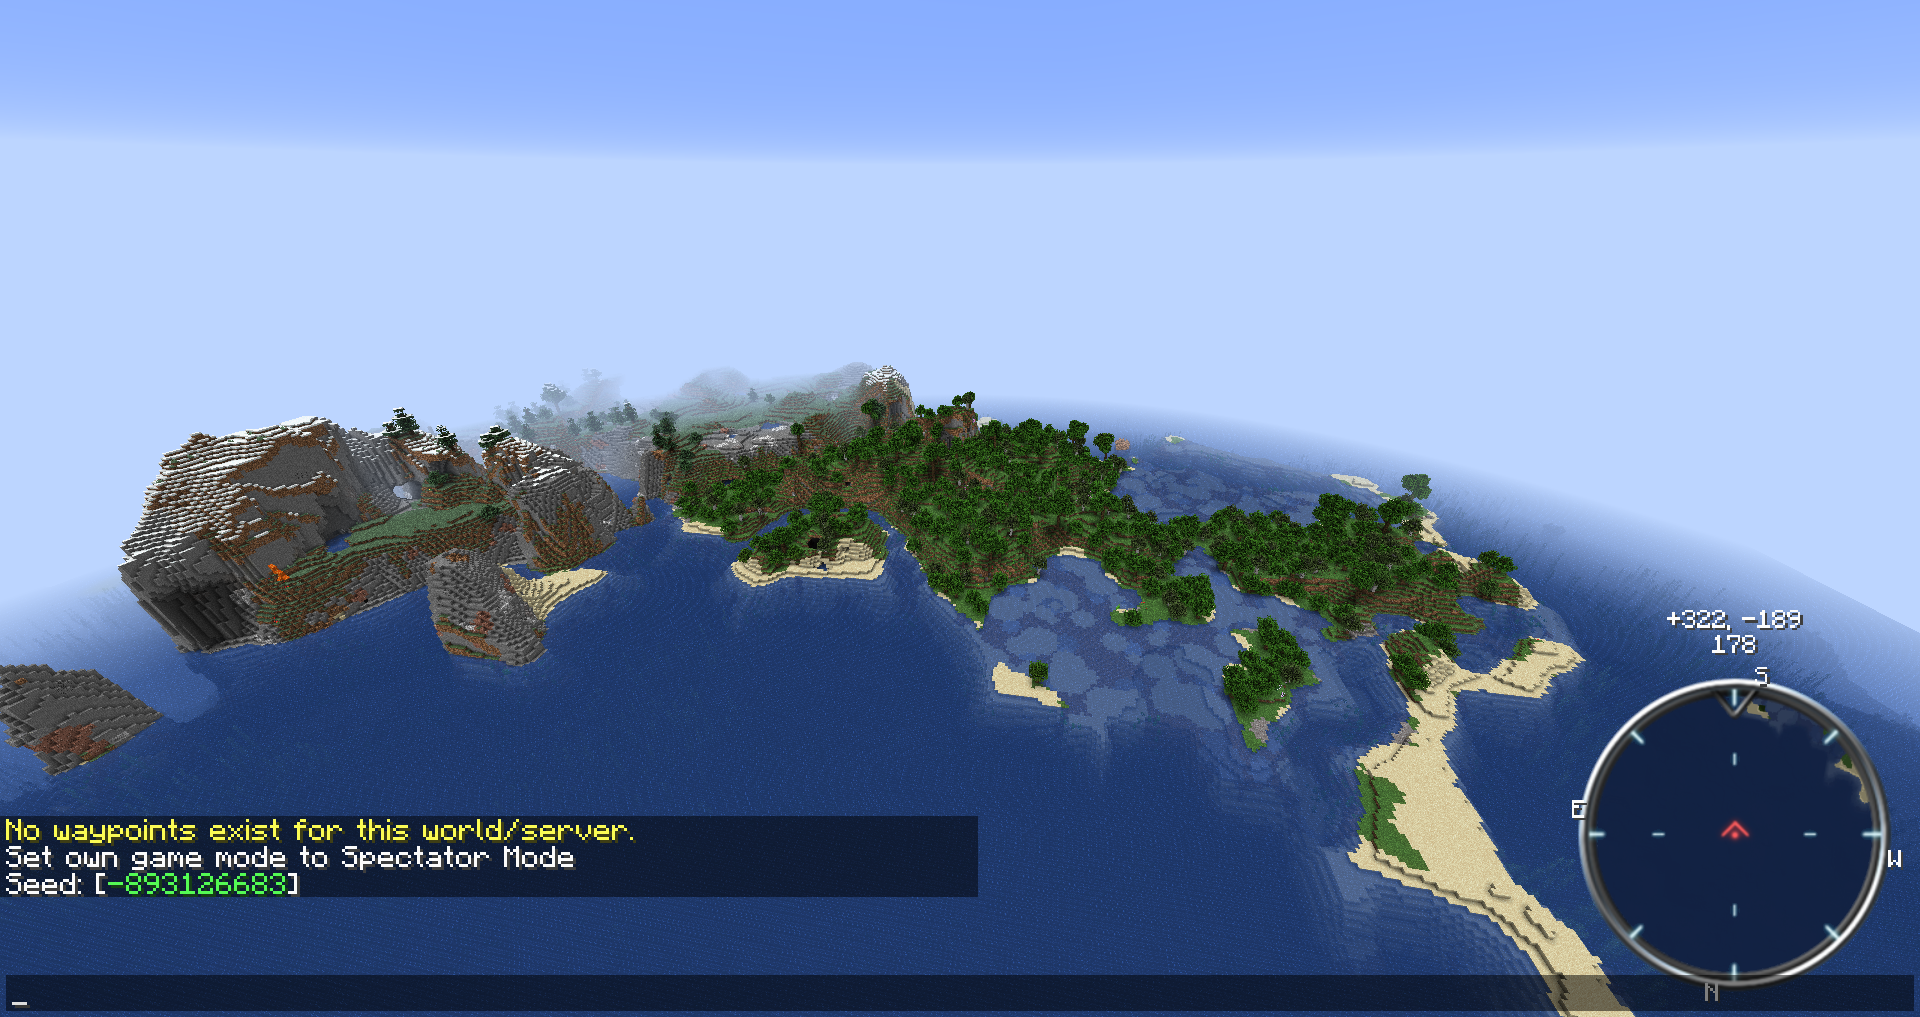 +322, -189
178
S
E
W
N
No waypoints exist for this world/server.
Set own game mode to Spectator Mode
Seed: [-893126683]
_